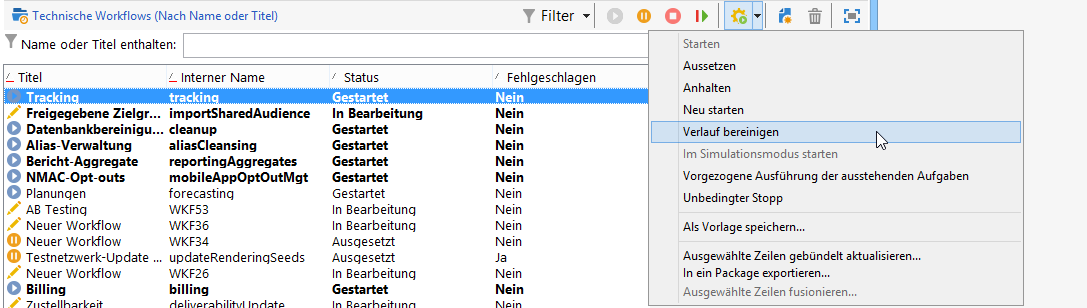 Technische Workflows (Nach Name oder Titel)
Filter
Name oder Titel enthalten:
Titel Interner Name Status Fehlgeschlagen
Tracking tracking Gestartet Nein
Freigegebene Zielgr... importSharedAudience In Bearbeitung Nein
Datenbankbereinigu... cleanup Gestartet Nein
Alias-Verwaltung aliasCleansing Gestartet Nein
Bericht-Aggregate reportingAggregates Gestartet Nein
NMAC-Opt-outs mobileAppOptOutMgt Gestartet Nein
Planungen forecasting Gestartet Nein
AB Testing WKF53 In Bearbeitung Nein
Neuer Workflow WKF36 In Bearbeitung Nein
Neuer Workflow WKF34 Ausgesetzt Nein
Testnetzwerk-Update ... updateRenderingSeeds Ausgesetzt Ja
Neuer Workflow WKF26 In Bearbeitung Nein
Billing billing Gestartet Nein
Zustellbarkeit deliverabilityUpdate Gestartet Nein
Starten
Aussetzen
Anhalten
Neu starten
Verlauf bereinigen
Im Simulationsmodus starten
Vorgezogene Ausführung der ausstehenden Aufgaben
Unbedingter Stopp
Als Vorlage speichern...
Ausgewählte Zeilen gebündelt aktualisieren...
In ein Package exportieren...
Ausgewählte Zeilen fusionieren...